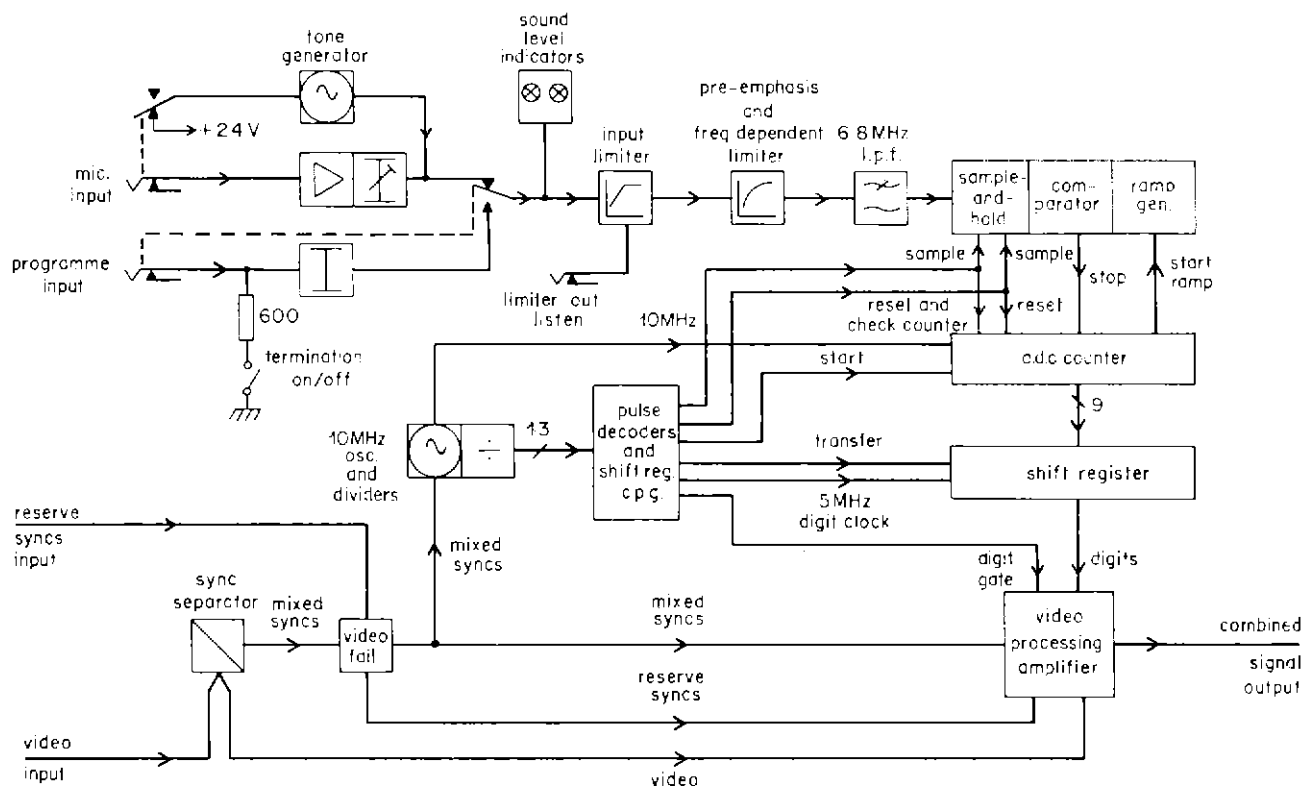 tone
generator
sound
level
indicators
+24V
mic.
input
input
limiter
pre-emphasis
and
freq dependent
limiter
6.8MHz
l.p.f.
sample-
and-
hold
com-
parator
ramp
gen.
programme
input
600
termination
on/off
limiter out
listen
sample
sample
stop
start
ramp
reset and
check counter
reset
10MHz
start
a.d.c counter
9
10MHz
osc.
and
dividers
13
pulse
decoders
and
shift reg.
c.p.g.
transfer
5MHz
digit clock
shift register
reserve
syncs
input
mixed
syncs
digit
gate
digits
sync
separator
mixed
syncs
video
fail
mixed
syncs
reserve
syncs
video
processing
amplifier
combined
signal
output
video
input
video